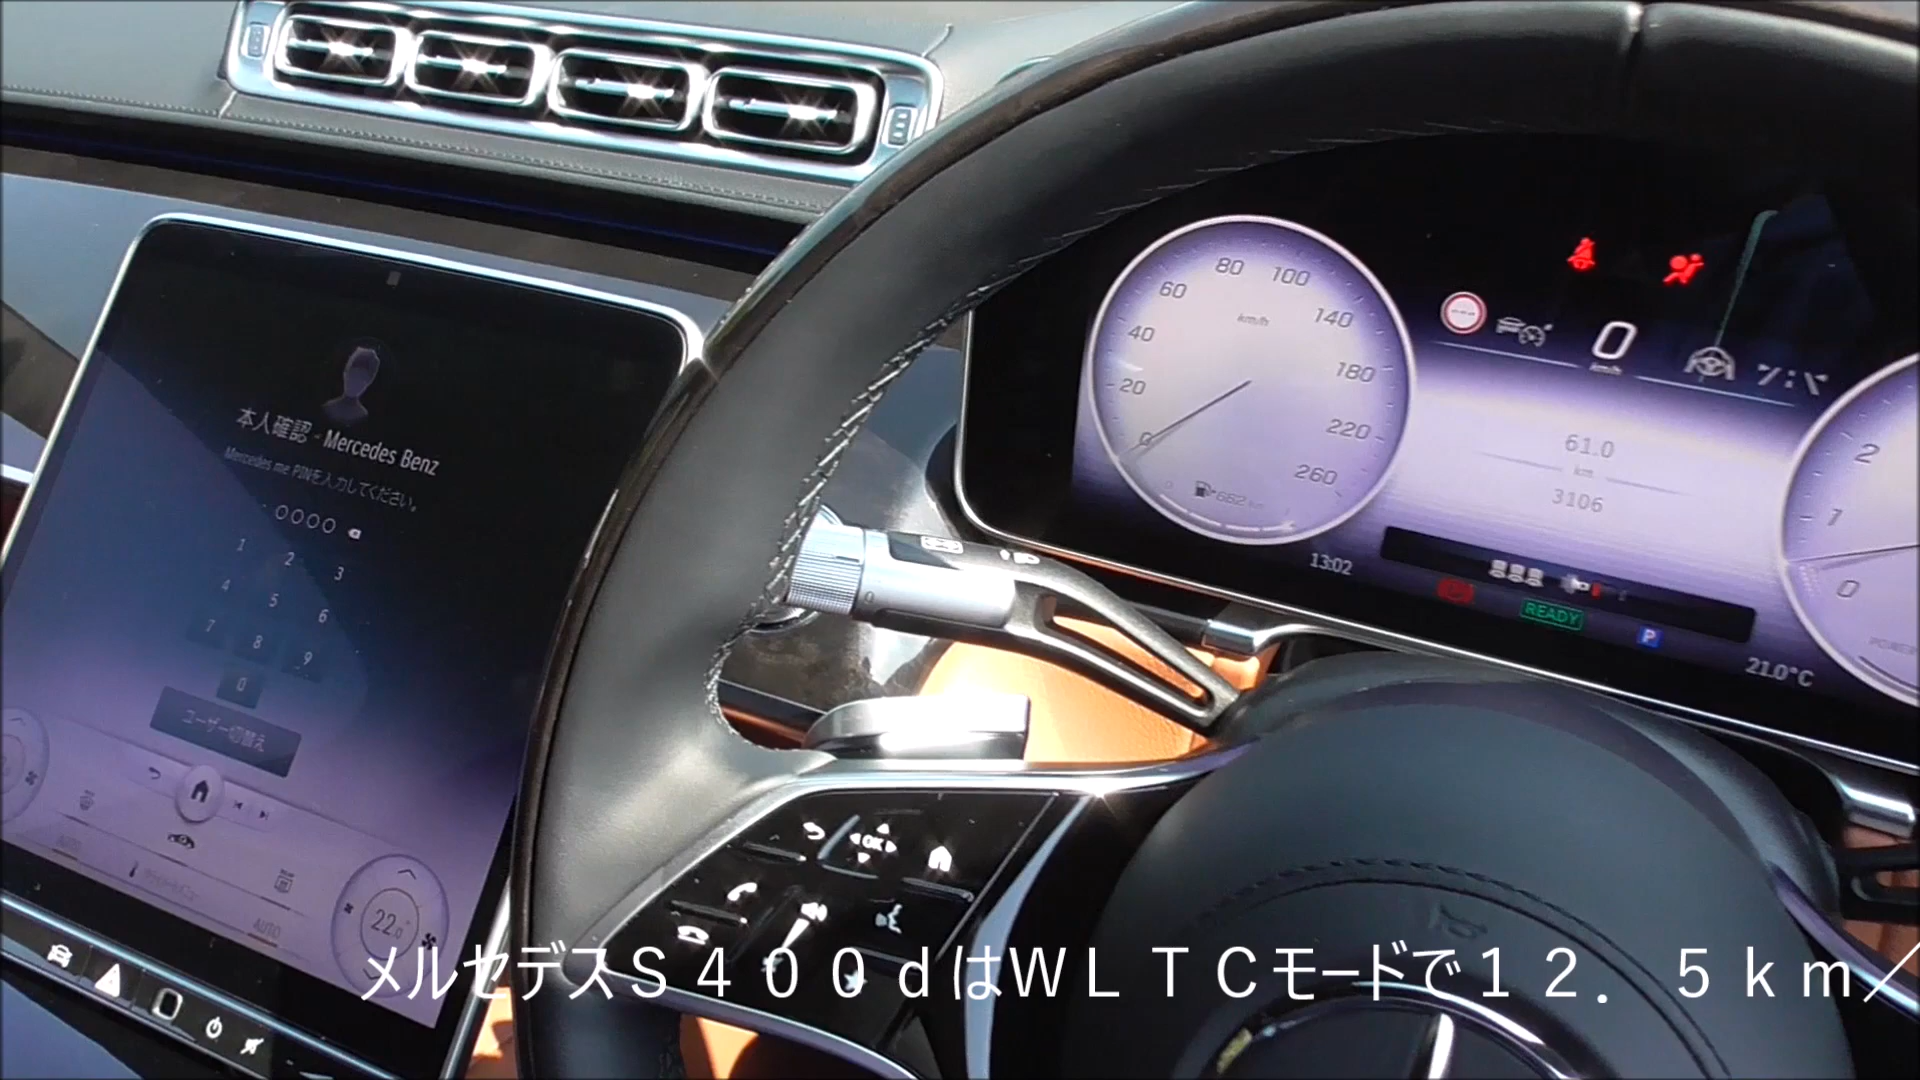 本人確認 - Mercedes Benz
Mercedes me PINを入力してください。
1 2 3
4 5 6
7 8 9
0
ユーザー切替え
AUTO
AUTO
22.0
OK
0 20 40 60 80 100 140 180 220 260
km/h
662 km
13:02
0
km/h
61.0
km
3106
READY
P
21.0°C
2
1
0
POWER
メルセデスS４００dはWLTCモードで１２．５km／